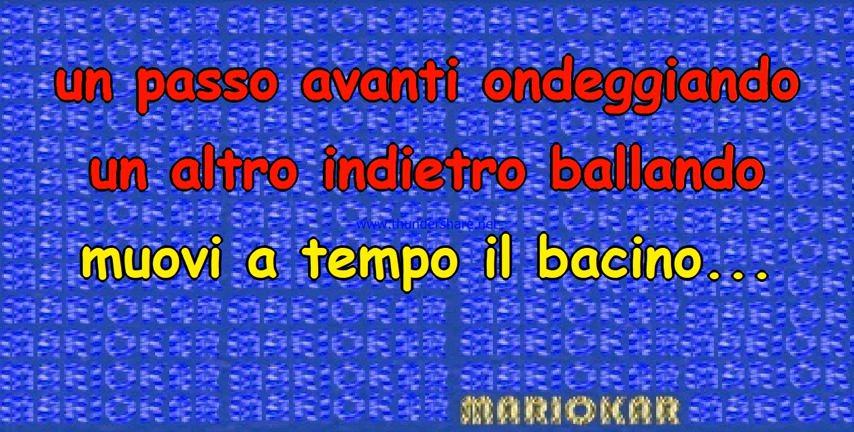 un passo avanti ondeggiando
un altro indietro ballando
www.thundershare.net
muovi a tempo il bacino...
MARIOKAR